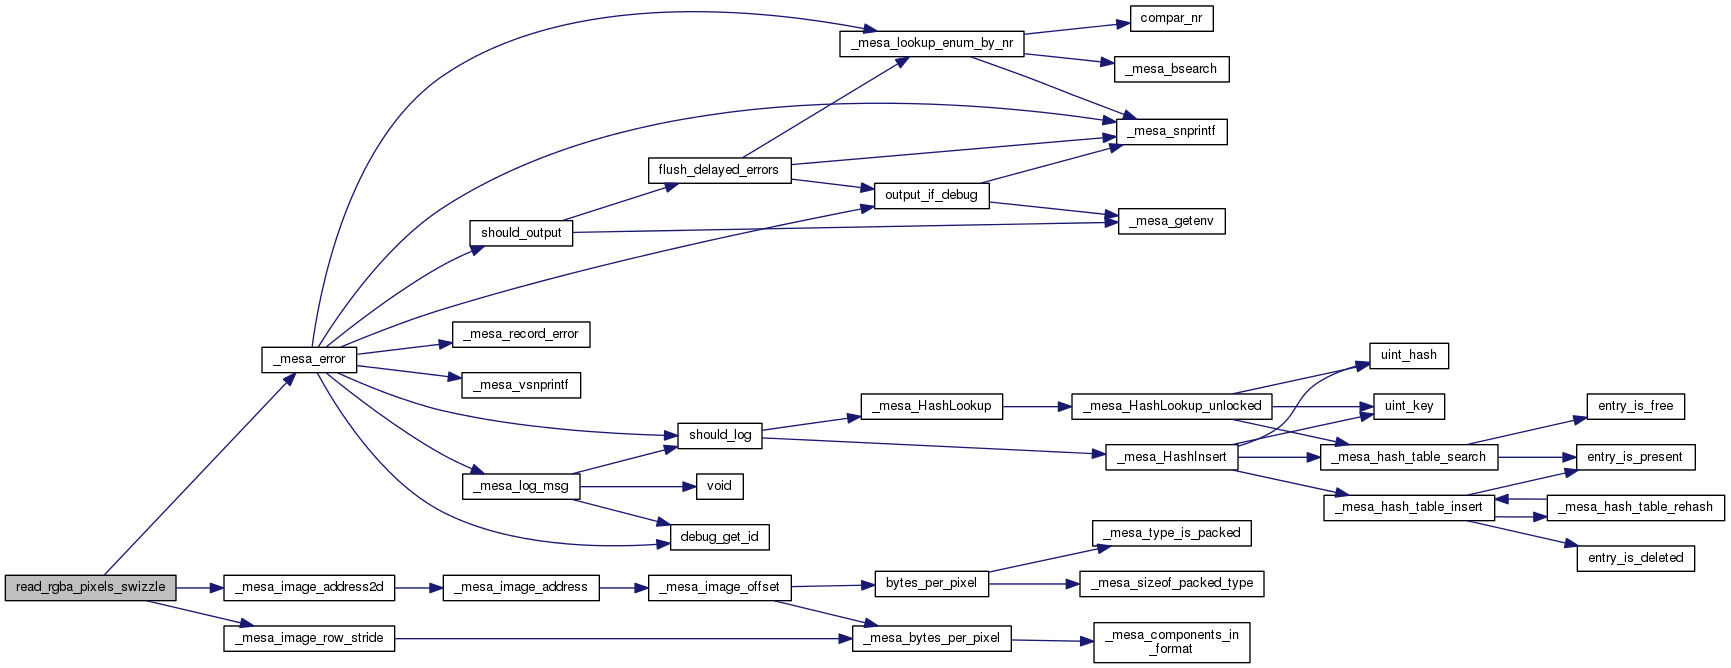 compar_nr
_mesa_lookup_enum_by_nr
_mesa_bsearch
_mesa_snprintf
flush_delayed_errors
output_if_debug
_mesa_getenv
should_output
_mesa_record_error
_mesa_error
_mesa_vsnprintf
uint_hash
_mesa_HashLookup
_mesa_HashLookup_unlocked
uint_key
entry_is_free
should_log
_mesa_HashInsert
_mesa_hash_table_search
entry_is_present
_mesa_log_msg
void
_mesa_hash_table_insert
_mesa_hash_table_rehash
debug_get_id
_mesa_type_is_packed
entry_is_deleted
read_rgba_pixels_swizzle
_mesa_image_address2d
_mesa_image_address
_mesa_image_offset
bytes_per_pixel
_mesa_sizeof_packed_type
_mesa_image_row_stride
_mesa_bytes_per_pixel
_mesa_components_in
_format